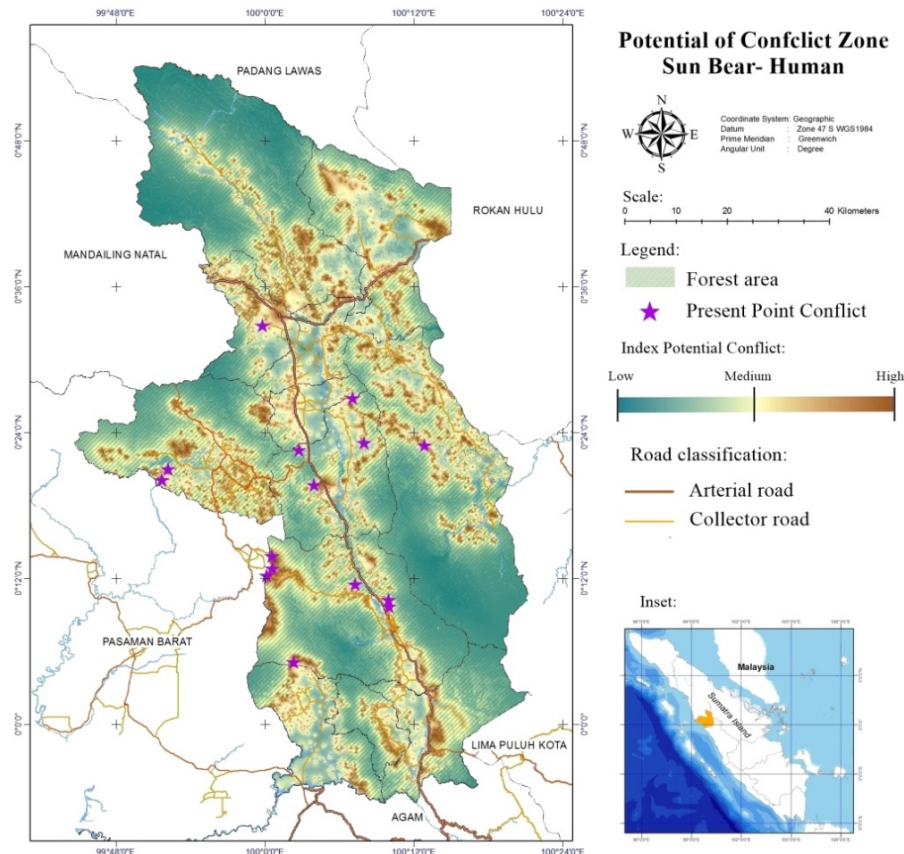 99°48'0"E 100°0'0"E 100°12'0"E 100°24'0"E
PADANG LAWAS
0°48'0"N 0°48'0"N
ROKAN HULU
MANDAILING NATAL
0°36'0"N 0°36'0"N
0°24'0"N 0°24'0"N
0°12'0"N 0°12'0"N
PASAMAN BARAT
0°0'0" 0°0'0"
LIMA PULUH KOTA
AGAM
99°48'0"E 100°0'0"E 100°12'0"E 100°24'0"E
Potential of Confclict Zone
Sun Bear- Human
N
W E
S
Coordinate System: Geographic
Datum : Zone 47 S WGS1984
Prime Meridian : Greenwich
Angular Unit : Degree
Scale:
0 10 20 40 Kilometers
Legend:
Forest area
Present Point Conflict
Index Potential Conflict:
Low Medium High
Road classification:
Arterial road
Collector road
Inset:
Malaysia
Sumatra Island